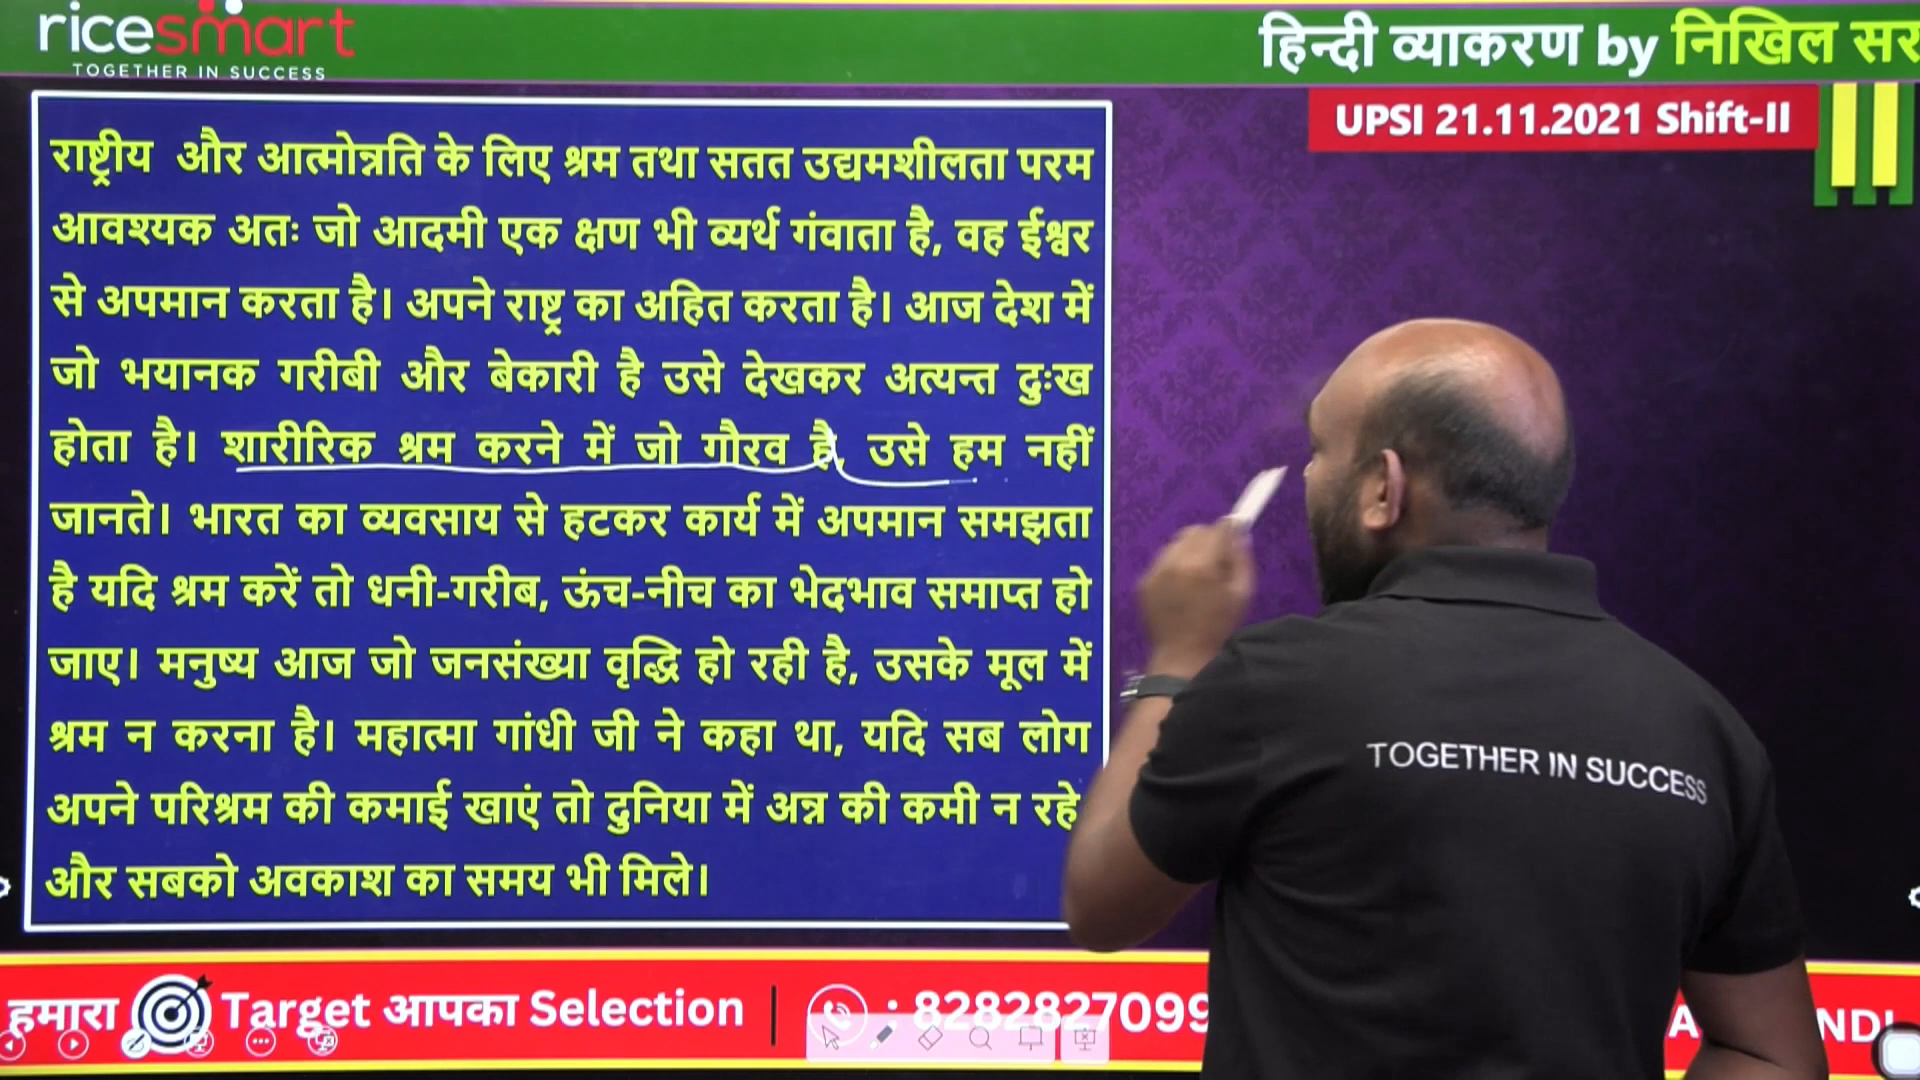 ricesmart
TOGETHER IN SUCCESS
हिन्दी व्याकरण by निखिल सर
UPSI 21.11.2021 Shift-II
राष्ट्रीय और आत्मोन्नति के लिए श्रम तथा सतत उद्यमशीलता परम
आवश्यक अतः जो आदमी एक क्षण भी व्यर्थ गंवाता है, वह ईश्वर
से अपमान करता है। अपने राष्ट्र का अहित करता है। आज देश में
जो भयानक गरीबी और बेकारी है उसे देखकर अत्यन्त दुःख
होता है। शारीरिक श्रम करने में जो गौरव है, उसे हम नहीं
जानते। भारत का व्यवसाय से हटकर कार्य में अपमान समझता
है यदि श्रम करें तो धनी-गरीब, ऊंच-नीच का भेदभाव समाप्त हो
जाए। मनुष्य आज जो जनसंख्या वृद्धि हो रही है, उसके मूल में
श्रम न करना है। महात्मा गांधी जी ने कहा था, यदि सब लोग
अपने परिश्रम की कमाई खाएं तो दुनिया में अन्न की कमी न रहे
और सबको अवकाश का समय भी मिले।
TOGETHER IN SUCCESS
हमारा Target आपका Selection | : 8282827099